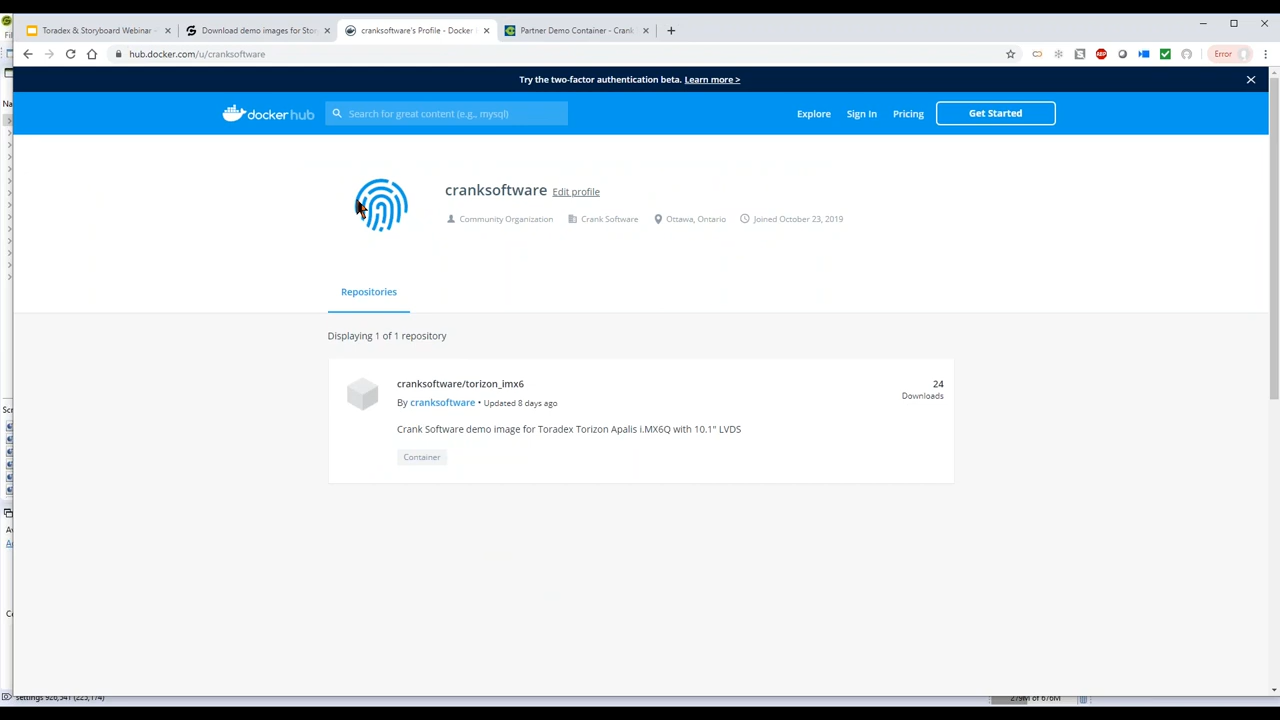 Toradex & Storyboard Webinar -
Download demo images for Stor
cranksoftware's Profile - Docker
Partner Demo Container - Crank
hub.docker.com/u/cranksoftware
Error
Try the two-factor authentication beta. Learn more >
docker hub
Search for great content (e.g., mysql)
Explore
Sign In
Pricing
Get Started
cranksoftware Edit profile
Community Organization
Crank Software
Ottawa, Ontario
Joined October 23, 2019
Repositories
Displaying 1 of 1 repository
cranksoftware/torizon_imx6
24
Downloads
By cranksoftware • Updated 8 days ago
Crank Software demo image for Toradex Torizon Apalis i.MX6Q with 10.1" LVDS
Container